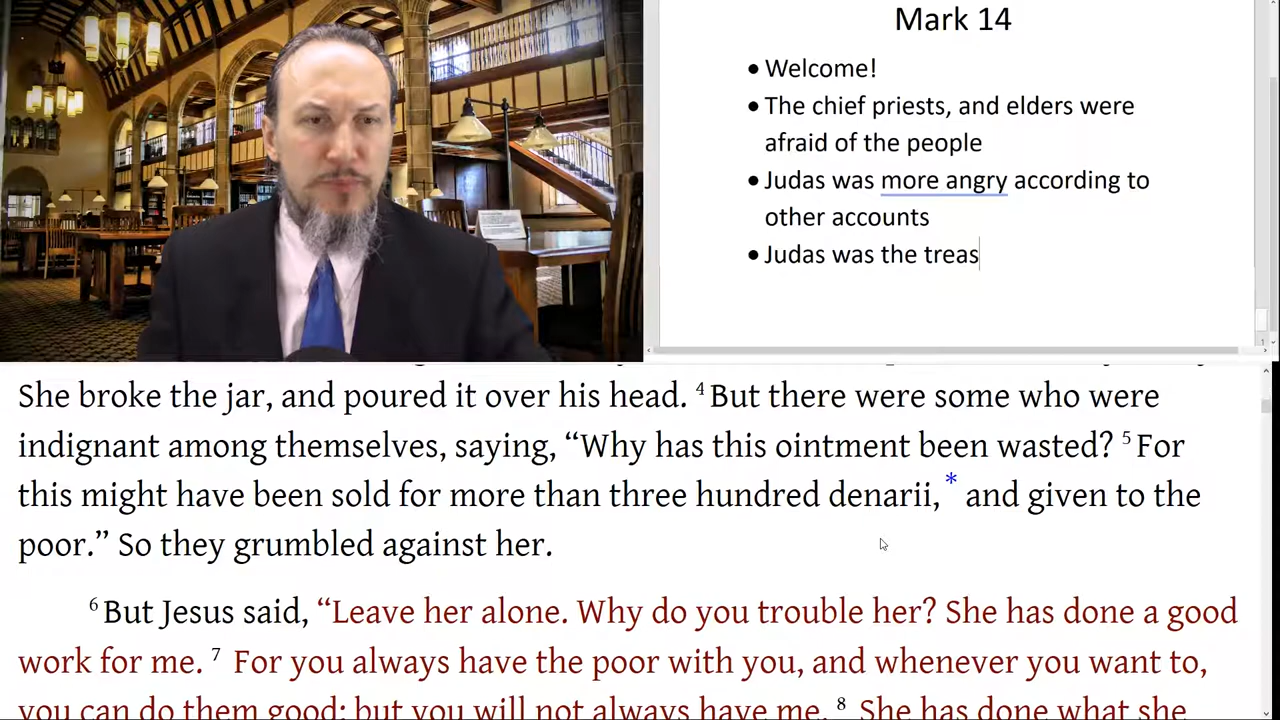 Mark 14
• Welcome!
• The chief priests, and elders were
afraid of the people
• Judas was more angry according to
other accounts
• Judas was the treas
She broke the jar, and poured it over his head. 4 But there were some who were
indignant among themselves, saying, “Why has this ointment been wasted? 5 For
this might have been sold for more than three hundred denarii,* and given to the
poor.” So they grumbled against her.
6 But Jesus said, “Leave her alone. Why do you trouble her? She has done a good
work for me. 7 For you always have the poor with you, and whenever you want to,
you can do them good; but you will not always have me. 8 She has done what she